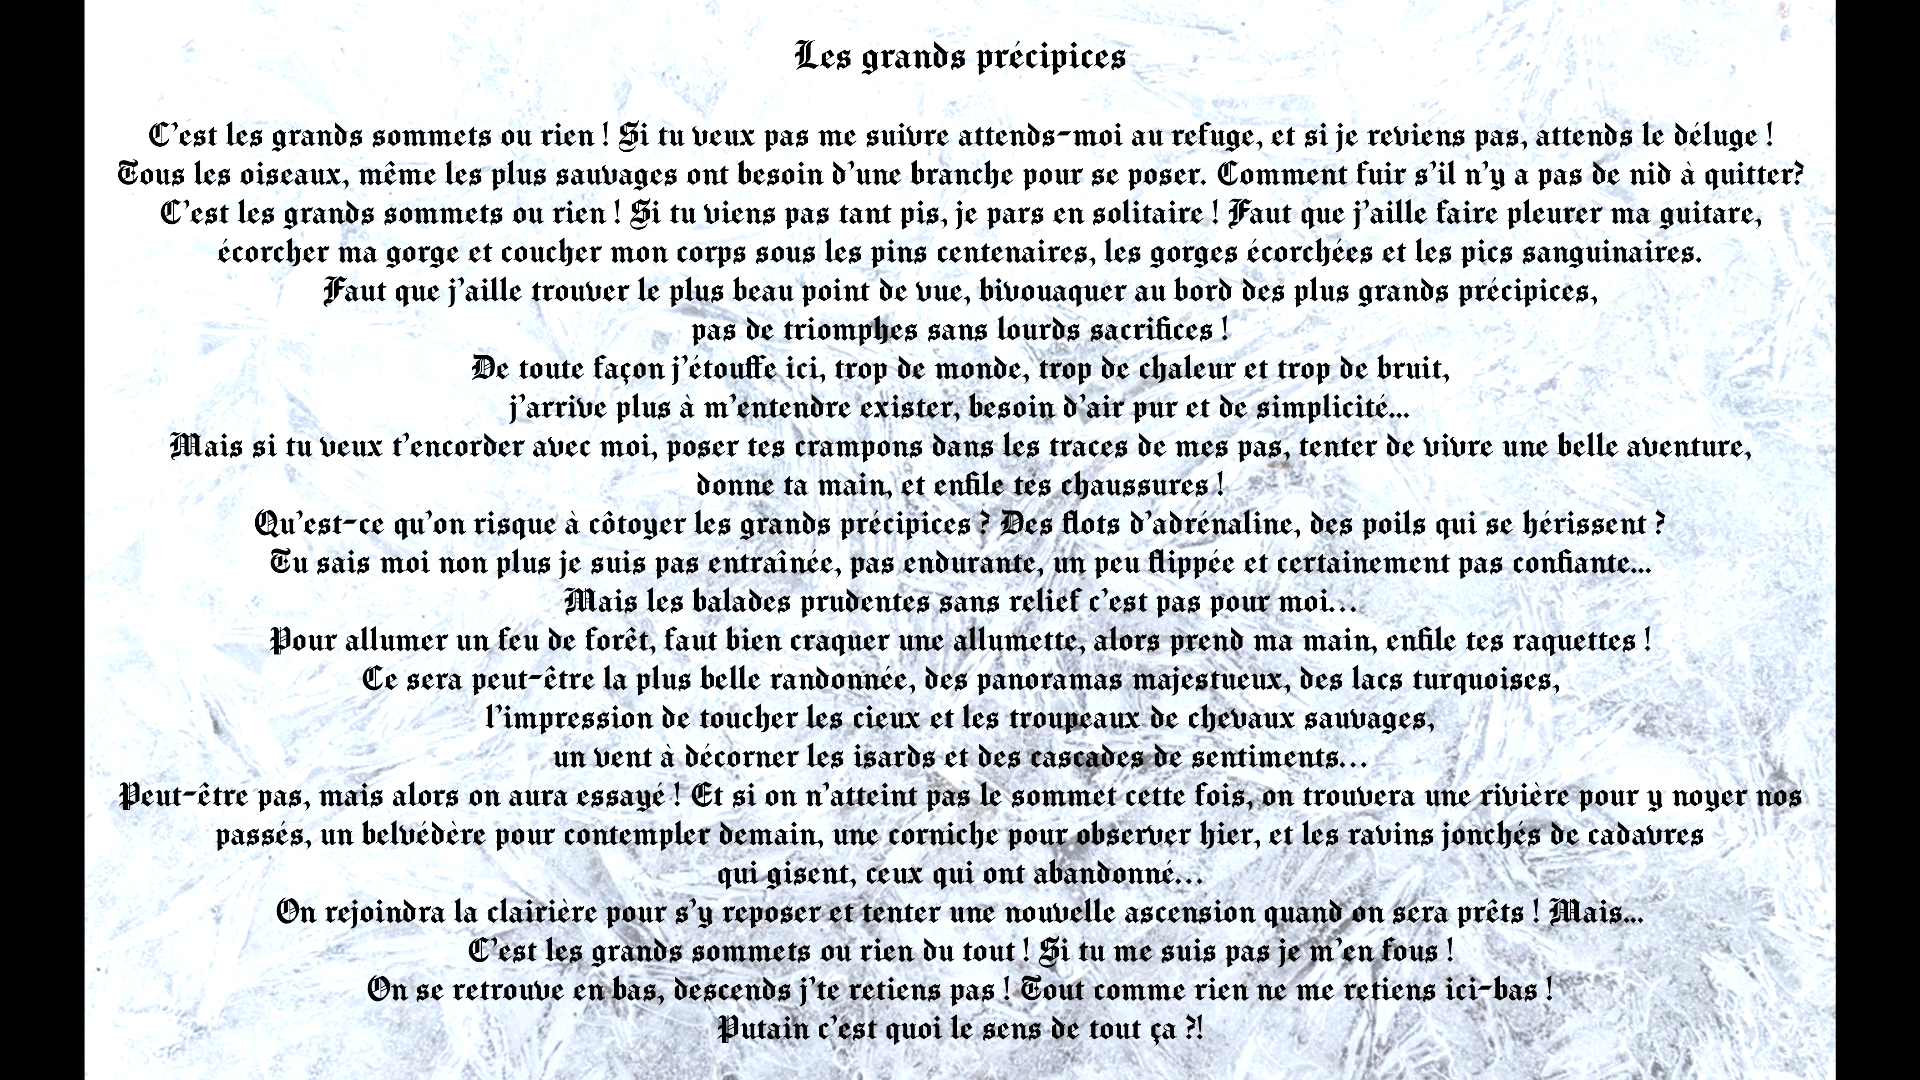 Les grands précipices
C'est les grands sommets ou rien ! Si tu veux pas me suivre attends-moi au refuge, et si je reviens pas, attends le déluge !
Tous les oiseaux, même les plus sauvages ont besoin d'une branche pour se poser. Comment fuir s'il n'y a pas de nid à quitter?
C'est les grands sommets ou rien ! Si tu viens pas tant pis, je pars en solitaire ! Faut que j'aille faire pleurer ma guitare,
écorcher ma gorge et coucher mon corps sous les pins centenaires, les gorges écorchées et les pics sanguinaires.
Faut que j'aille trouver le plus beau point de vue, bivouaquer au bord des plus grands précipices,
pas de triomphes sans lourds sacrifices !
De toute façon j'étouffe ici, trop de monde, trop de chaleur et trop de bruit,
j'arrive plus à m'entendre exister, besoin d'air pur et de simplicité...
Mais si tu veux t'encorder avec moi, poser tes crampons dans les traces de mes pas, tenter de vivre une belle aventure,
donne ta main, et enfile tes chaussures !
Qu'est-ce qu'on risque à côtoyer les grands précipices ? Des flots d'adrénaline, des poils qui se hérissent ?
Tu sais moi non plus je suis pas entraînée, pas endurante, un peu flippée et certainement pas confiante...
Mais les balades prudentes sans relief c'est pas pour moi…
Pour allumer un feu de forêt, faut bien craquer une allumette, alors prend ma main, enfile tes raquettes !
Ce sera peut-être la plus belle randonnée, des panoramas majestueux, des lacs turquoises,
l'impression de toucher les cieux et les troupeaux de chevaux sauvages,
un vent à décorner les isards et des cascades de sentiments…
Peut-être pas, mais alors on aura essayé ! Et si on n'atteint pas le sommet cette fois, on trouvera une rivière pour y noyer nos
passés, un belvédère pour contempler demain, une corniche pour observer hier, et les ravins jonchés de cadavres
qui gisent, ceux qui ont abandonné…
On rejoindra la clairière pour s'y reposer et tenter une nouvelle ascension quand on sera prêts ! Mais...
C'est les grands sommets ou rien du tout ! Si tu me suis pas je m'en fous !
On se retrouve en bas, descends j'te retiens pas ! Tout comme rien ne me retiens ici-bas !
Putain c'est quoi le sens de tout ça ?!